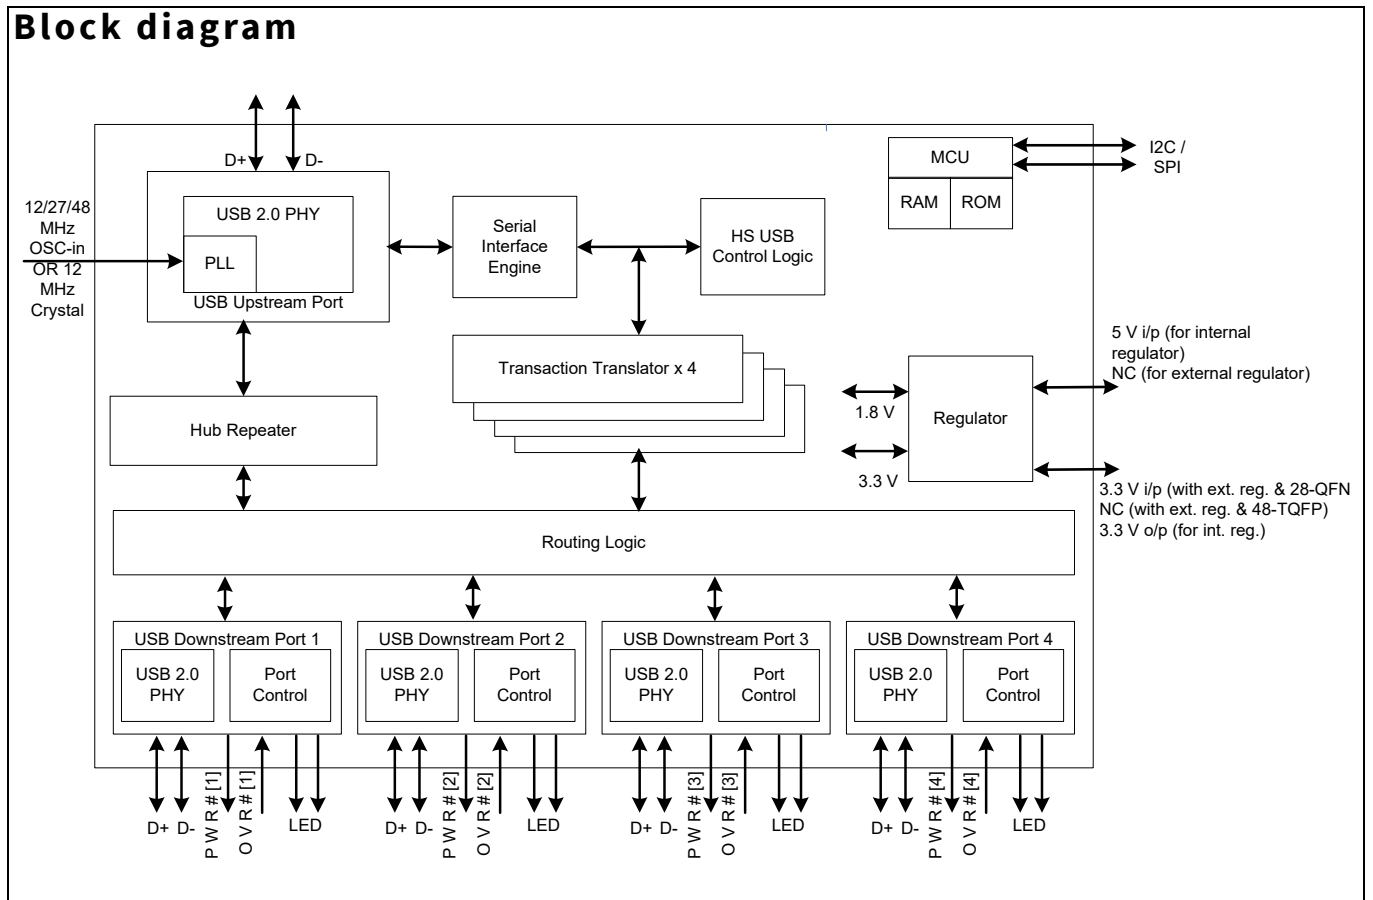 Block diagram
D+
D-
12/27/48
MHz
OSC-in
OR 12
MHz
Crystal
USB 2.0 PHY
PLL
USB Upstream Port
Serial
Interface
Engine
HS USB
Control Logic
MCU
RAM
ROM
I2C /
SPI
Transaction Translator x 4
5 V i/p (for internal
regulator)
NC (for external regulator)
1.8 V
3.3 V
Regulator
3.3 V i/p (with ext. reg. & 28-QFN
NC (with ext. reg. & 48-TQFP)
3.3 V o/p (for int. reg.)
Hub Repeater
Routing Logic
USB Downstream Port 1
USB 2.0
PHY
Port
Control
USB Downstream Port 2
USB 2.0
PHY
Port
Control
USB Downstream Port 3
USB 2.0
PHY
Port
Control
USB Downstream Port 4
USB 2.0
PHY
Port
Control
D+
D-
PWR#[1]
OVR#[1]
LED
D+
D-
PWR#[2]
OVR#[2]
LED
D+
D-
PWR#[3]
OVR#[3]
LED
D+
D-
PWR#[4]
OVR#[4]
LED